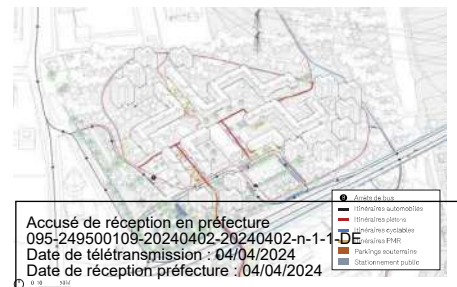 Arrêts de bus
Itinéraires automobiles
Itinéraires piétons
Itinéraires cyclables
Itinéraires PMR
Parkings souterrains
Stationnement public
Accusé de réception en préfecture
095-249500109-20240402-20240402-n-1-1-DE
Date de télétransmission : 04/04/2024
Date de réception préfecture : 04/04/2024